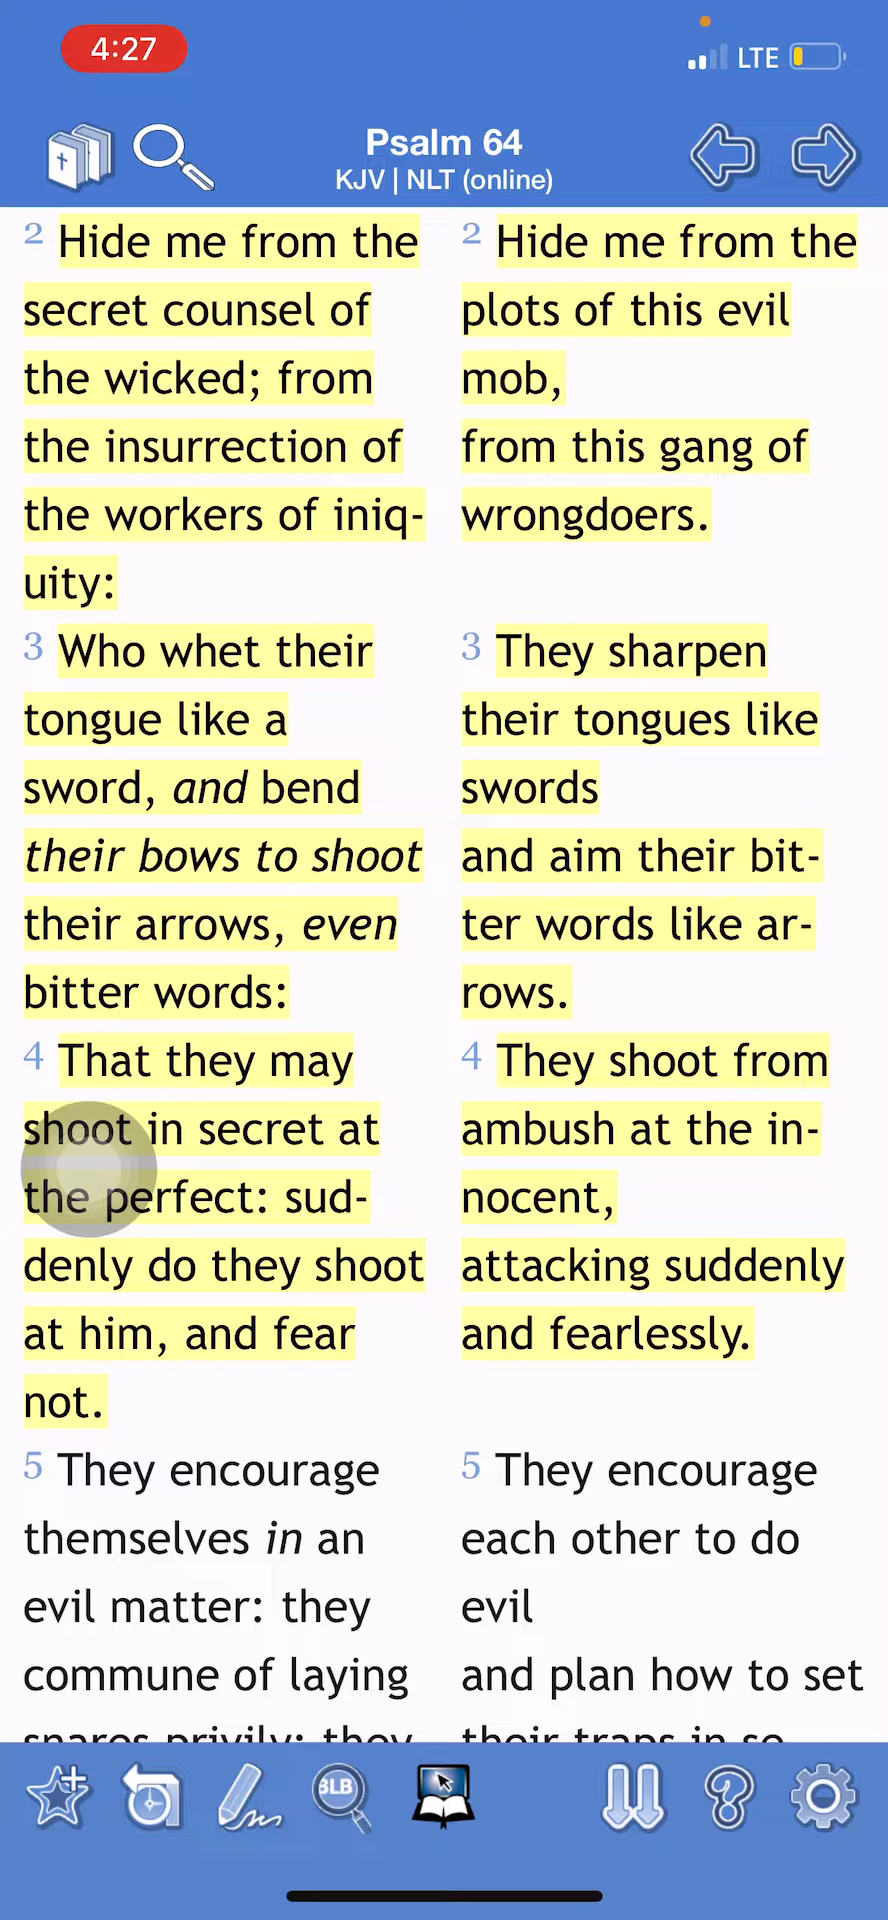 4:27
LTE
Psalm 64
KJV | NLT (online)
2 Hide me from the
secret counsel of
the wicked; from
the insurrection of
the workers of iniq-
uity:
3 Who whet their
tongue like a
sword, and bend
their bows to shoot
their arrows, even
bitter words:
4 That they may
shoot in secret at
the perfect: sud-
denly do they shoot
at him, and fear
not.
5 They encourage
themselves in an
evil matter: they
commune of laying
snares privily; they
2 Hide me from the
plots of this evil
mob,
from this gang of
wrongdoers.
3 They sharpen
their tongues like
swords
and aim their bit-
ter words like ar-
rows.
4 They shoot from
ambush at the in-
nocent,
attacking suddenly
and fearlessly.
5 They encourage
each other to do
evil
and plan how to set
their traps in se
BLB